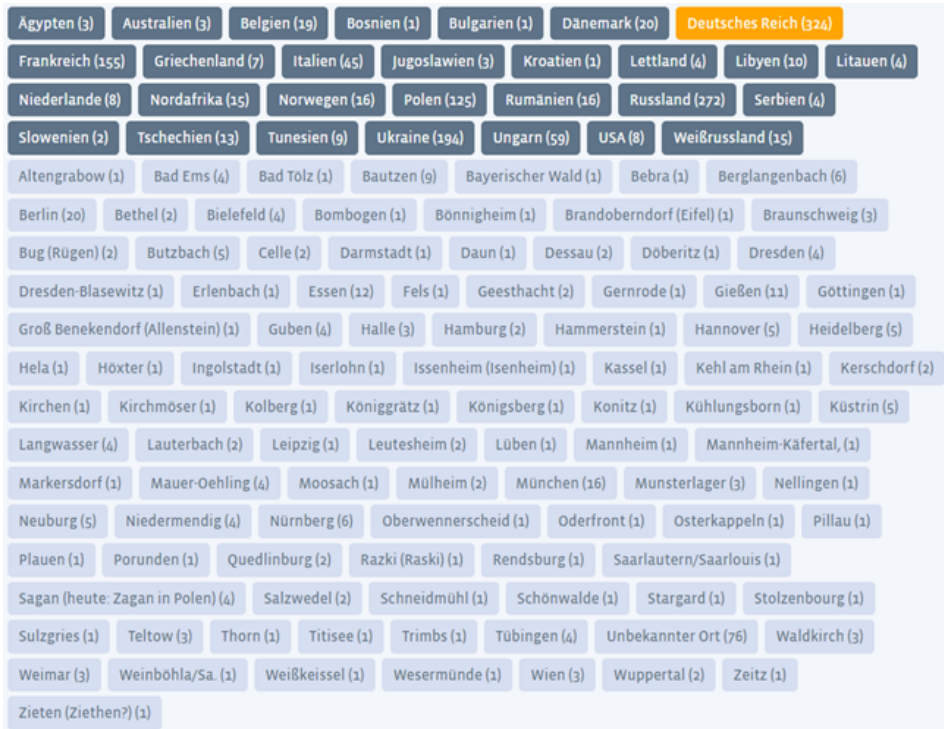 Ägypten (3) Australien (3) Belgien (19) Bosnien (1) Bulgarien (1) Dänemark (20) Deutsches Reich (324)
Frankreich (155) Griechenland (7) Italien (45) Jugoslawien (3) Kroatien (1) Lettland (4) Libyen (10) Litauen (4)
Niederlande (8) Nordafrika (15) Norwegen (16) Polen (125) Rumänien (16) Russland (272) Serbien (4)
Slowenien (2) Tschechien (13) Tunesien (9) Ukraine (194) Ungarn (59) USA (8) Weißrussland (15)
Altengrabow (1) Bad Ems (4) Bad Tölz (1) Bautzen (9) Bayerischer Wald (1) Bebra (1) Berglangenbach (6)
Berlin (20) Bethel (2) Bielefeld (4) Bombogen (1) Bönnigheim (1) Brandoberndorf (Eifel) (1) Braunschweig (3)
Bug (Rügen) (2) Butzbach (5) Celle (2) Darmstadt (1) Daun (1) Dessau (2) Döberitz (1) Dresden (4)
Dresden-Blasewitz (1) Erlenbach (1) Essen (12) Fels (1) Geesthacht (2) Gernrode (1) Gießen (11) Göttingen (1)
Groß Benekendorf (Allenstein) (1) Guben (4) Halle (3) Hamburg (2) Hammerstein (1) Hannover (5) Heidelberg (5)
Hela (1) Höxter (1) Ingolstadt (1) Iserlohn (1) Issenheim (Isenheim) (1) Kassel (1) Kehl am Rhein (1) Kerschdorf (2)
Kirchen (1) Kirchmöser (1) Kolberg (1) Königgrätz (1) Königsberg (1) Konitz (1) Kühlungsborn (1) Küstrin (5)
Langwasser (4) Lauterbach (2) Leipzig (1) Leutesheim (2) Lüben (1) Mannheim (1) Mannheim-Käfertal, (1)
Markersdorf (1) Mauer-Oehling (4) Moosach (1) Mülheim (2) München (16) Munsterlager (3) Nellingen (1)
Neuburg (5) Niedermendig (4) Nürnberg (6) Oberwennerscheid (1) Oderfront (1) Osterkappeln (1) Pillau (1)
Plauen (1) Porunden (1) Quedlinburg (2) Razki (Raski) (1) Rendsburg (1) Saarlautern/Saarlouis (1)
Sagan (heute: Zagan in Polen) (4) Salzwedel (2) Schneidmühl (1) Schönwalde (1) Stargard (1) Stolzenbourg (1)
Sulzgries (1) Teltow (3) Thorn (1) Titisee (1) Trimbs (1) Tübingen (4) Unbekannter Ort (76) Waldkirch (3)
Weimar (3) Weinböhla/Sa. (1) Weißkeissel (1) Wesermünde (1) Wien (3) Wuppertal (2) Zeitz (1)
Zieten (Ziethen?) (1)